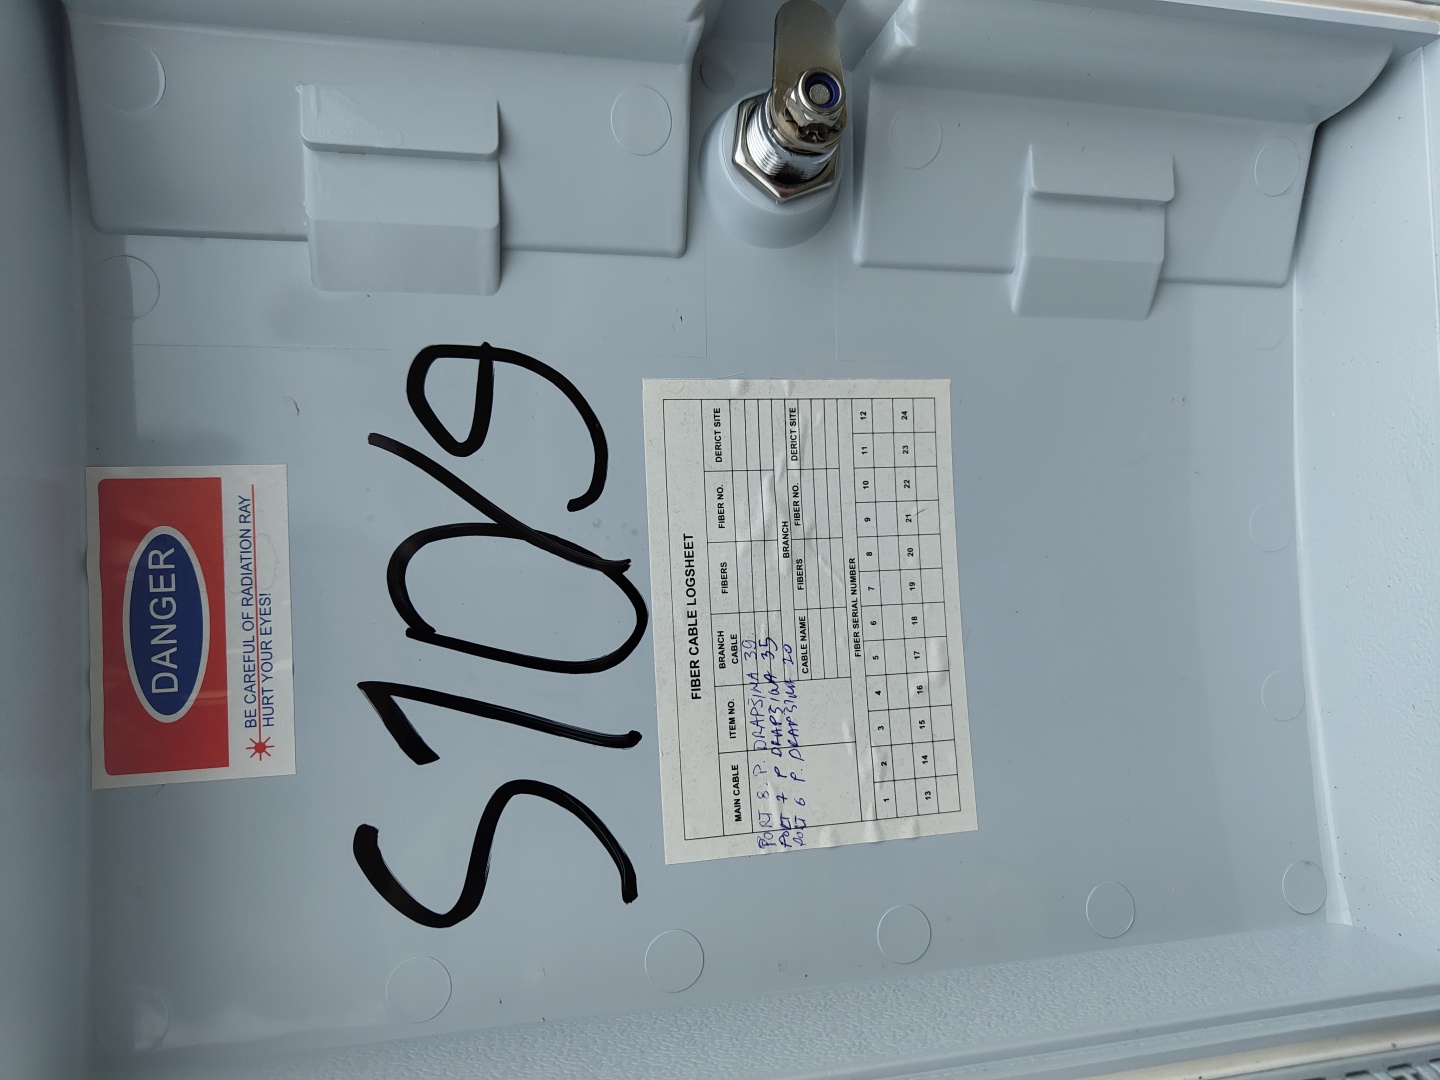 DANGER
BE CAREFUL OF RADIATION RAY
HURT YOUR EYES!
S10/9
FIBER CABLE LOGSHEET
MAIN CABLE ITEM NO. BRANCH CABLE FIBERS FIBER NO. DERICT SITE
PORT 8. P. DRAPŠINA 39
PORT 7 P DRAPŠINA 35
PORT 6 P. DRAPŠINA 20
BRANCH
CABLE NAME FIBERS FIBER NO. DERICT SITE
FIBER SERIAL NUMBER
1 2 3 4 5 6 7 8 9 10 11 12
13 14 15 16 17 18 19 20 21 22 23 24